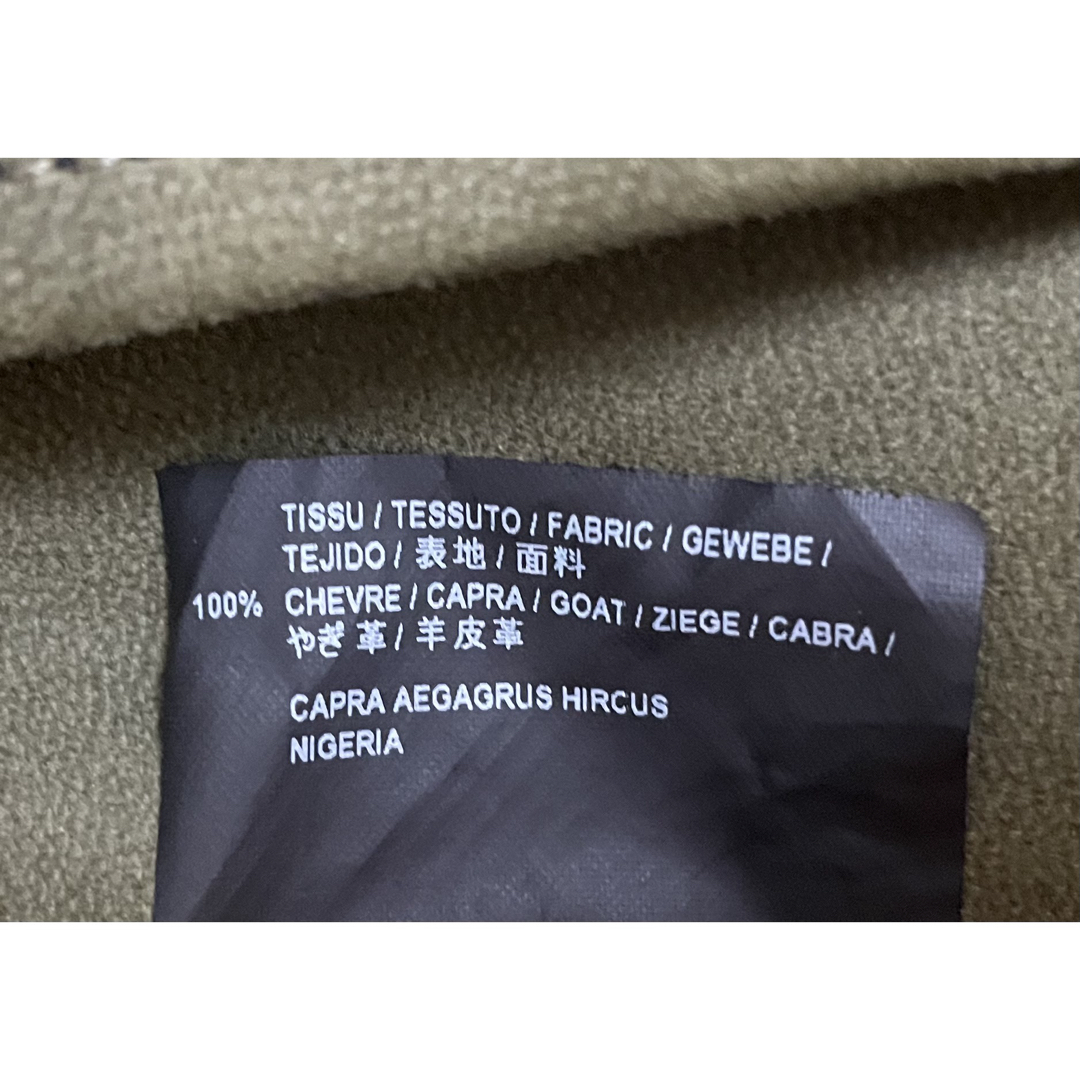 TISSU / TESSUTO / FABRIC / GEWEBE /
TEJIDO / 表地 / 面料
100% CHEVRE / CAPRA / GOAT / ZIEGE / CABRA /
やぎ革 / 羊皮革
CAPRA AEGAGRUS HIRCUS
NIGERIA